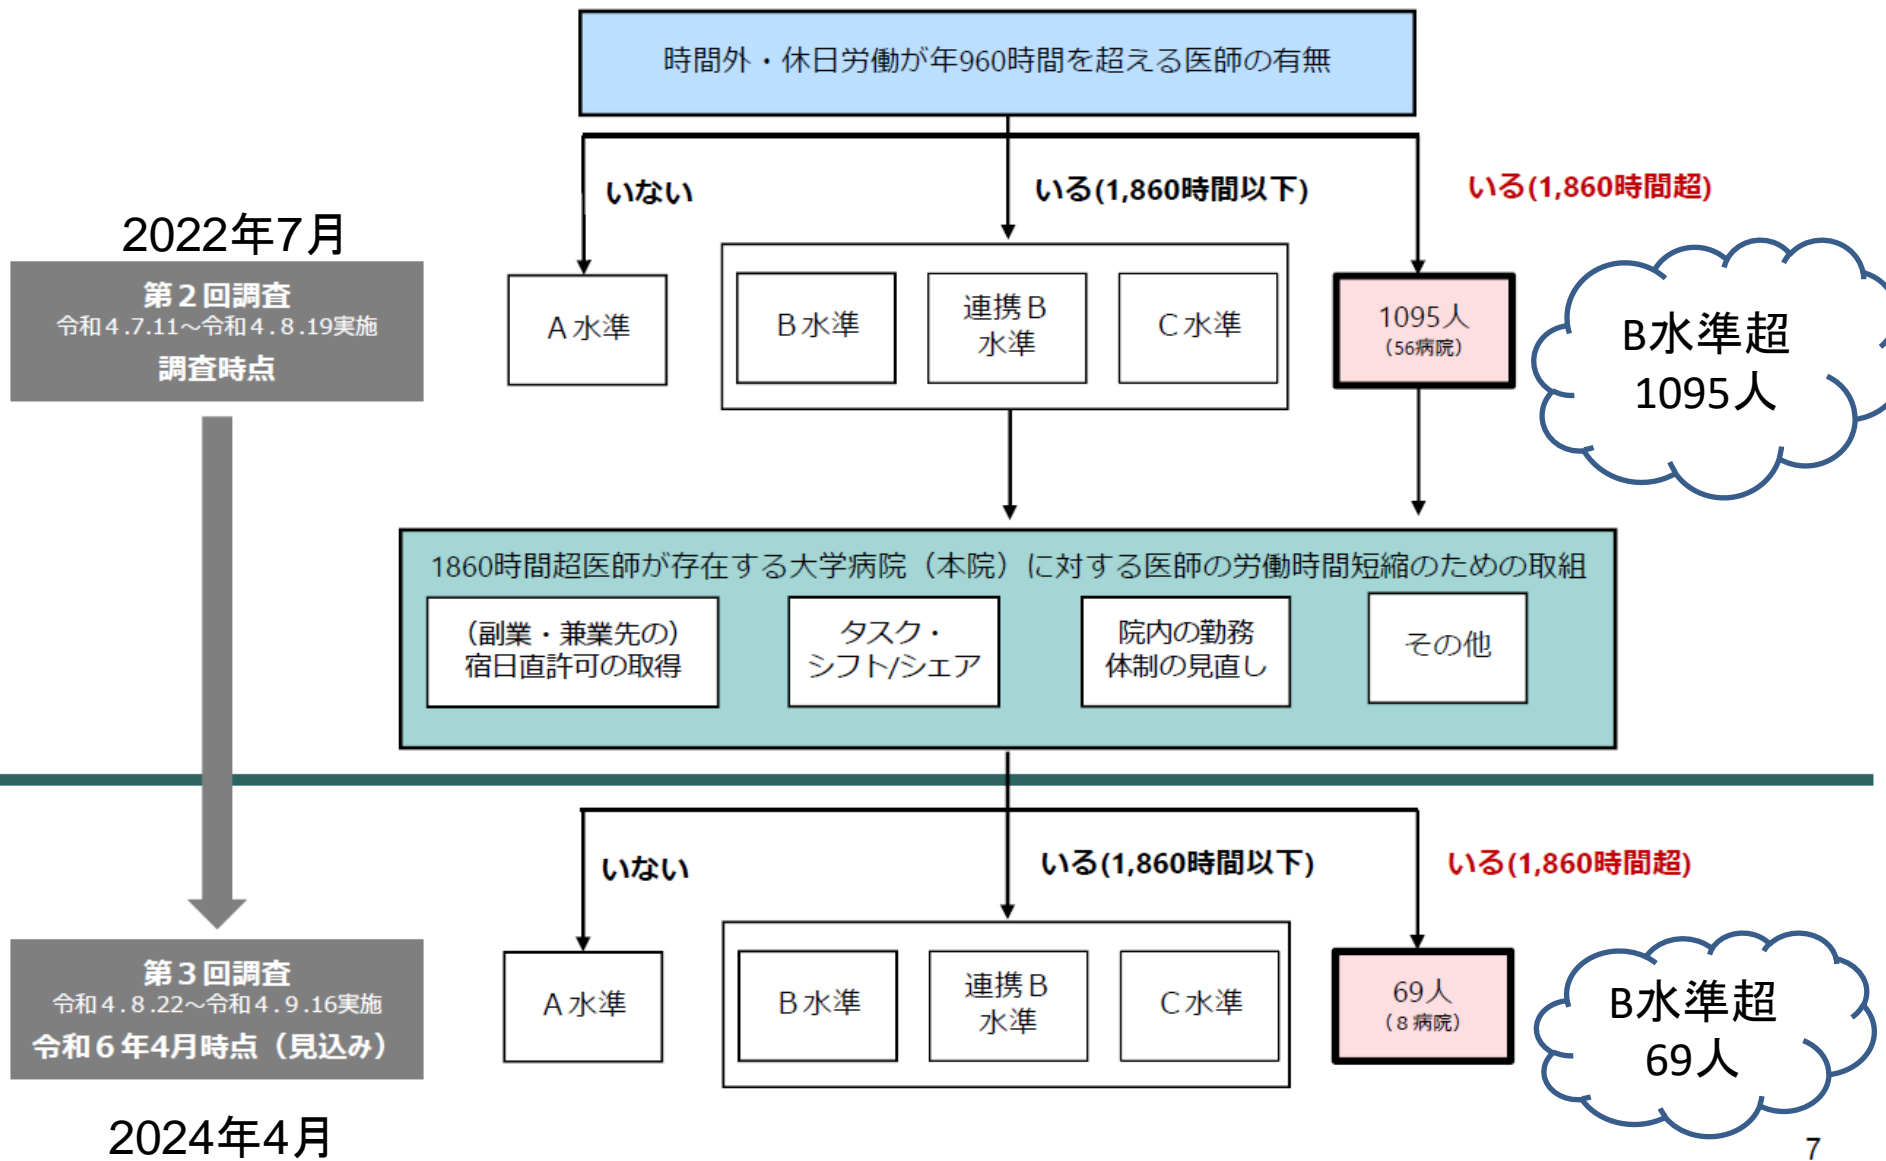 時間外・休日労働が年960時間を超える医師の有無
いない
いる(1,860時間以下)
いる(1,860時間超)
2022年7月
第２回調査
令和４.7.11～令和４.８.19実施
調査時点
Ａ水準
Ｂ水準
連携Ｂ
水準
Ｃ水準
1095人
（56病院）
B水準超
1095人
1860時間超医師が存在する大学病院（本院）に対する医師の労働時間短縮のための取組
（副業・兼業先の）
宿日直許可の取得
タスク・
シフト/シェア
院内の勤務
体制の見直し
その他
いない
いる(1,860時間以下)
いる(1,860時間超)
第３回調査
令和４.８.22～令和４.９.16実施
令和６年4月時点（見込み）
Ａ水準
Ｂ水準
連携Ｂ
水準
Ｃ水準
69人
（８病院）
B水準超
69人
2024年4月
7